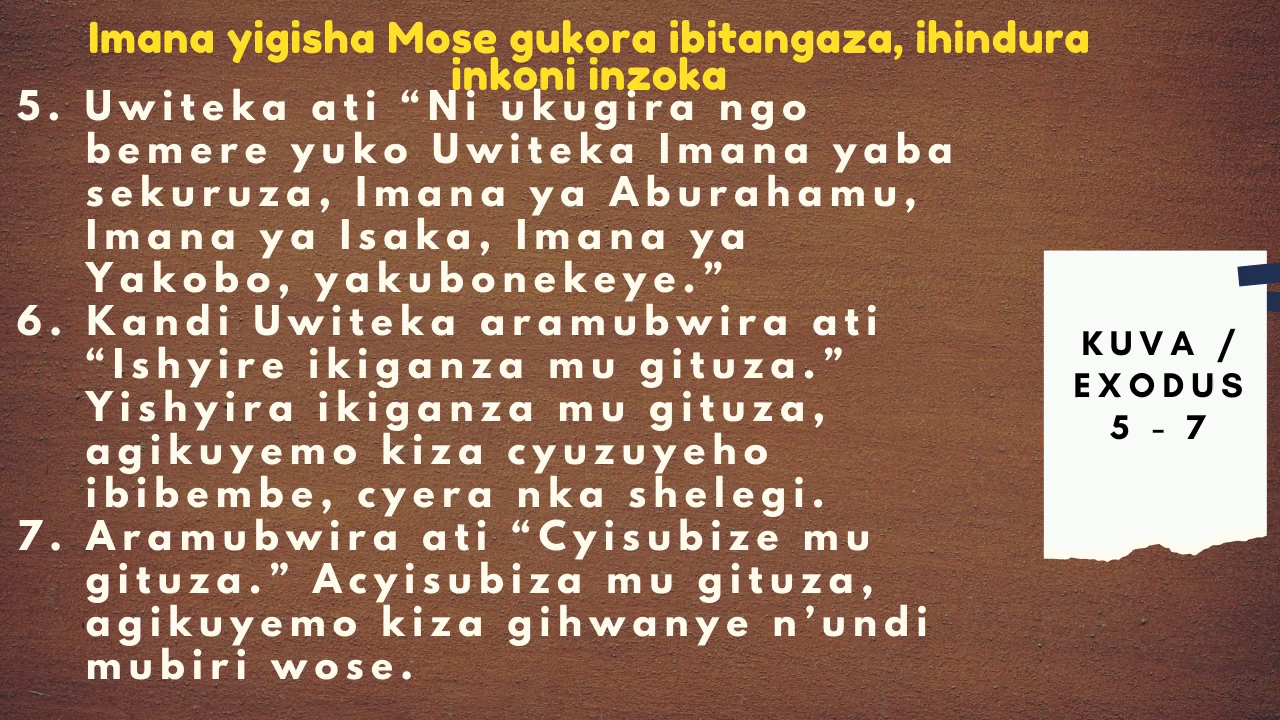 Imana yigisha Mose gukora ibitangaza, ihindura
inkoni inzoka
5. Uwiteka ati “Ni ukugira ngo
bemere yuko Uwiteka Imana yaba
sekuruza, Imana ya Aburahamu,
Imana ya Isaka, Imana ya
Yakobo, yakubonekeye.”
6. Kandi Uwiteka aramubwira ati
“Ishyire ikiganza mu gituza.”
Yishyira ikiganza mu gituza,
agikuyemo kiza cyuzuyeho
ibibembe, cyera nka shelegi.
7. Aramubwira ati “Cyisubize mu
gituza.” Acyisubiza mu gituza,
agikuyemo kiza gihwanye n’undi
mubiri wose.
KUVA /
EXODUS
5 - 7